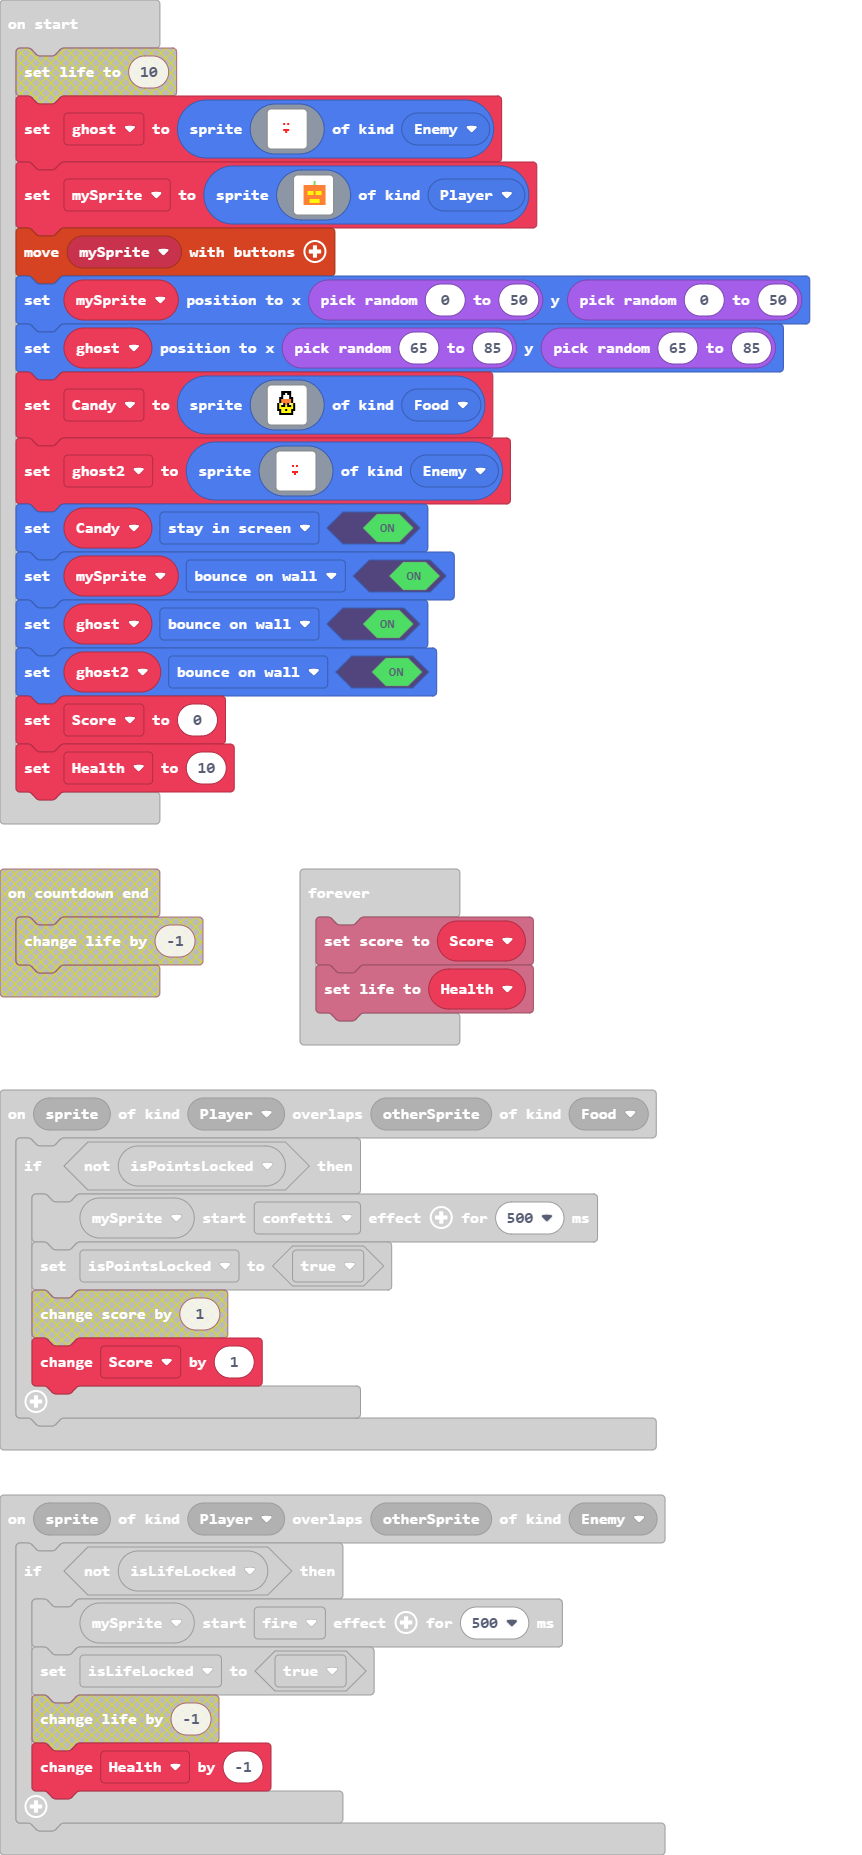 on start
set life to 10
set ghost to sprite of kind Enemy
set mySprite to sprite of kind Player
move mySprite with buttons
set mySprite position to x pick random 0 to 50 y pick random 0 to 50
set ghost position to x pick random 65 to 85 y pick random 65 to 85
set Candy to sprite of kind Food
set ghost2 to sprite of kind Enemy
set Candy stay in screen ON
set mySprite bounce on wall ON
set ghost bounce on wall ON
set ghost2 bounce on wall ON
set Score to 0
set Health to 10
on countdown end
change life by -1
forever
set score to Score
set life to Health
on sprite of kind Player overlaps otherSprite of kind Food
if not isPointsLocked then
mySprite start confetti effect for 500 ms
set isPointsLocked to true
change score by 1
change Score by 1
on sprite of kind Player overlaps otherSprite of kind Enemy
if not isLifeLocked then
mySprite start fire effect for 500 ms
set isLifeLocked to true
change life by -1
change Health by -1